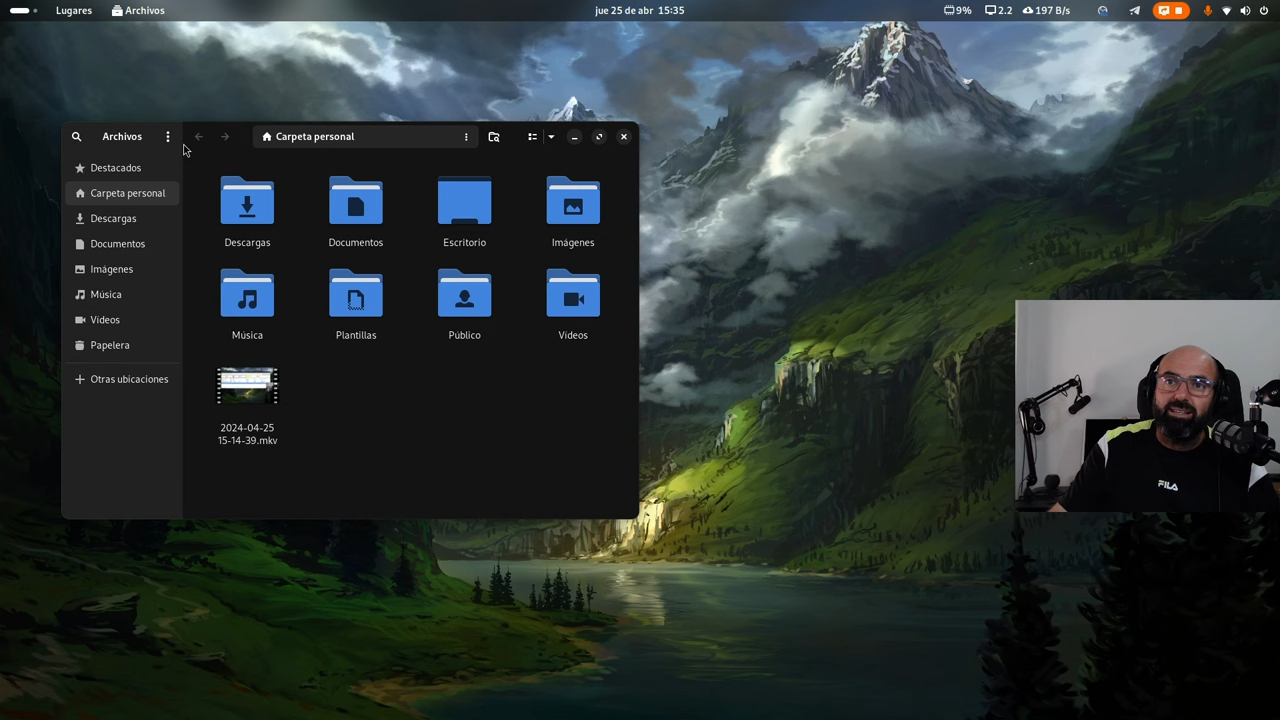 Lugares
Archivos
jue 25 de abr 15:35
9%
2.2
197 B/s
Archivos
Carpeta personal
Destacados
Carpeta personal
Descargas
Documentos
Imágenes
Música
Vídeos
Papelera
Otras ubicaciones
Descargas
Documentos
Escritorio
Imágenes
Música
Plantillas
Público
Vídeos
2024-04-25
15-14-39.mkv
FILA